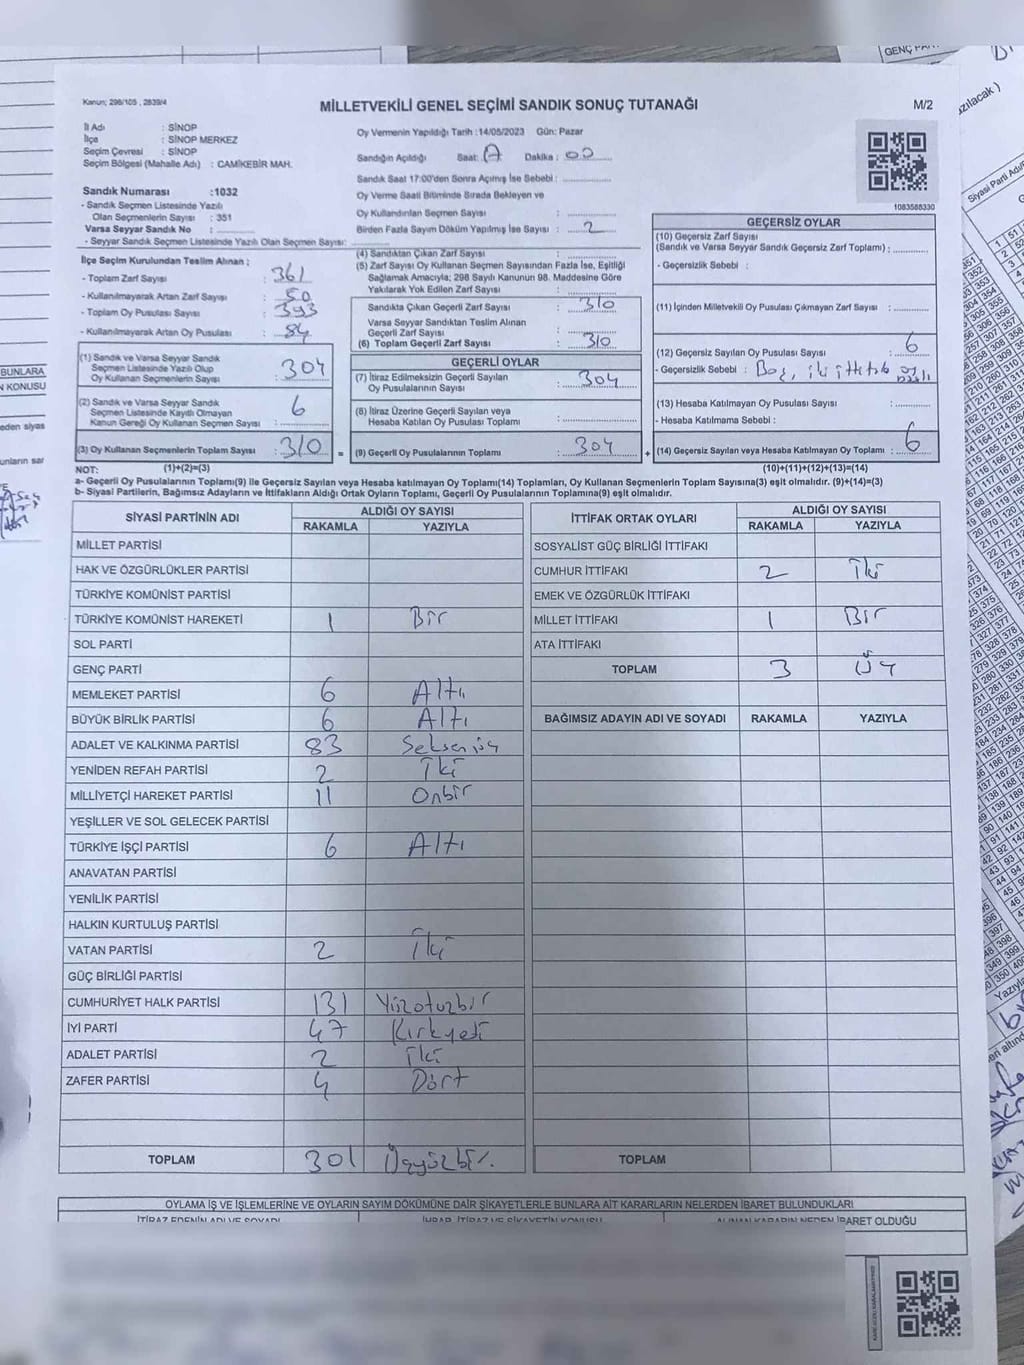 GENÇ
Kanun; 298/105 , 2839/4
MİLLETVEKİLİ GENEL SEÇİMİ SANDIK SONUÇ TUTANAĞI
M/2
İl Adı : SİNOP
İlçe : SİNOP MERKEZ
Seçim Çevresi : SİNOP
Seçim Bölgesi (Mahalle Adı) : CAMİKEBİR MAH.
Sandık Numarası :1032
- Sandık Seçmen Listesinde Yazılı
Olan Seçmenlerin Sayısı : 351
Varsa Seyyar Sandık No :
- Seyyar Sandık Seçmen Listesinde Yazılı Olan Seçmen Sayısı:
Oy Vermenin Yapıldığı Tarih :14/05/2023 Gün: Pazar
Sandığın Açıldığı Saat: Dakika : 00
Sandık Saat 17:00'den Sonra Açılmış İse Sebebi :
Oy Verme Saati Bitiminde Sırada Bekleyen ve
Oy Kullandırılan Seçmen Sayısı :
Birden Fazla Sayım Döküm Yapılmış İse Sayısı : 2
1083588330
İlçe Seçim Kurulundan Teslim Alınan ;
- Toplam Zarf Sayısı : 361
- Kullanılmayarak Artan Zarf Sayısı : 50
- Toplam Oy Pusulası Sayısı : 393
- Kullanılmayarak Artan Oy Pusulası : 84
(4) Sandıktan Çıkan Zarf Sayısı :
(5) Zarf Sayısı Oy Kullanan Seçmen Sayısından Fazla İse, Eşitliği
Sağlamak Amacıyla; 298 Sayılı Kanunun 98. Maddesine Göre
Yakılarak Yok Edilen Zarf Sayısı :
Sandıkta Çıkan Geçerli Zarf Sayısı : 310
Varsa Seyyar Sandıktan Teslim Alınan
Geçerli Zarf Sayısı :
(6) Toplam Geçerli Zarf Sayısı : 310
GEÇERSİZ OYLAR
(10) Geçersiz Zarf Sayısı
(Sandık ve Varsa Seyyar Sandık Geçersiz Zarf Toplamı) :
- Geçersizlik Sebebi :
(11) İçinden Milletvekili Oy Pusulası Çıkmayan Zarf Sayısı :
(12) Geçersiz Sayılan Oy Pusulası Sayısı : 6
- Geçersizlik Sebebi : Boş, iki ittifak oy
(13) Hesaba Katılmayan Oy Pusulası Sayısı :
- Hesaba Katılmama Sebebi :
(14) Geçersiz Sayılan veya Hesaba Katılmayan Oy Toplamı : 6
(1) Sandık ve Varsa Seyyar Sandık
Seçmen Listesinde Yazılı Olup
Oy Kullanan Seçmenlerin Sayısı : 304
(2) Sandık ve Varsa Seyyar Sandık
Seçmen Listesinde Kayıtlı Olmayan
Kanun Gereği Oy Kullanan Seçmen Sayısı : 6
(3) Oy Kullanan Seçmenlerin Toplam Sayısı : 310 =
GEÇERLİ OYLAR
(7) İtiraz Edilmeksizin Geçerli Sayılan
Oy Pusulalarının Sayısı : 304
(8) İtiraz Üzerine Geçerli Sayılan veya
Hesaba Katılan Oy Pusulası Toplamı :
(9) Geçerli Oy Pusulalarının Toplamı : 304 +
NOT: (1)+(2)=(3) (10)+(11)+(12)+(13)=(14)
a- Geçerli Oy Pusulasının Toplamı(9) ile Geçersiz Sayılan veya Hesaba katılmayan Oy Toplamı(14) Toplamları, Oy Kullanan Seçmenlerin Toplam Sayısına(3) eşit olmalıdır. (9)+(14)=(3)
b- Siyasi Partilerin, Bağımsız Adayların ve İttifakların Aldığı Ortak Oyların Toplamı, Geçerli Oy Pusulalarının Toplamına(9) eşit olmalıdır.
SİYASİ PARTİNİN ADI ALDIĞI OY SAYISI
RAKAMLA YAZIYLA
MİLLET PARTİSİ
HAK VE ÖZGÜRLÜKLER PARTİSİ
TÜRKİYE KOMÜNİST PARTİSİ
TÜRKİYE KOMÜNİST HAREKETİ 1 Bir
SOL PARTİ
GENÇ PARTİ
MEMLEKET PARTİSİ 6 Altı
BÜYÜK BİRLİK PARTİSİ 6 Altı
ADALET VE KALKINMA PARTİSİ 83 Seksenüç
YENİDEN REFAH PARTİSİ 2 İki
MİLLİYETÇİ HAREKET PARTİSİ 11 Onbir
YEŞİLLER VE SOL GELECEK PARTİSİ
TÜRKİYE İŞÇİ PARTİSİ 6 Altı
ANAVATAN PARTİSİ
YENİLİK PARTİSİ
HALKIN KURTULUŞ PARTİSİ
VATAN PARTİSİ 2 İki
GÜÇ BİRLİĞİ PARTİSİ
CUMHURİYET HALK PARTİSİ 131 Yüzotuzbir
İYİ PARTİ 47 Kırkyedi
ADALET PARTİSİ 2 İki
ZAFER PARTİSİ 4 Dört
TOPLAM 301 Üçyüzbir.
İTTİFAK ORTAK OYLARI ALDIĞI OY SAYISI
RAKAMLA YAZIYLA
SOSYALİST GÜÇ BİRLİĞİ İTTİFAKI
CUMHUR İTTİFAKI 2 İki
EMEK VE ÖZGÜRLÜK İTTİFAKI
MİLLET İTTİFAKI 1 Bir
ATA İTTİFAKI
TOPLAM 3 Üç
BAĞIMSIZ ADAYIN ADI VE SOYADI RAKAMLA YAZIYLA
TOPLAM
OYLAMA İŞ VE İŞLEMLERİNE VE OYLARIN SAYIM DÖKÜMÜNE DAİR ŞİKAYETLERLE BUNLARA AİT KARARLARIN NELERDEN İBARET BULUNDUKLARI
İTİRAZ EDENİN ADI VE SOYADI İHBAR, İTİRAZ VE ŞİKAYETİN KONUSU ALINAN KARARIN NEDEN İBARET OLDUĞU
BUNLARA
N KONUSU
eden siyas
unların sar